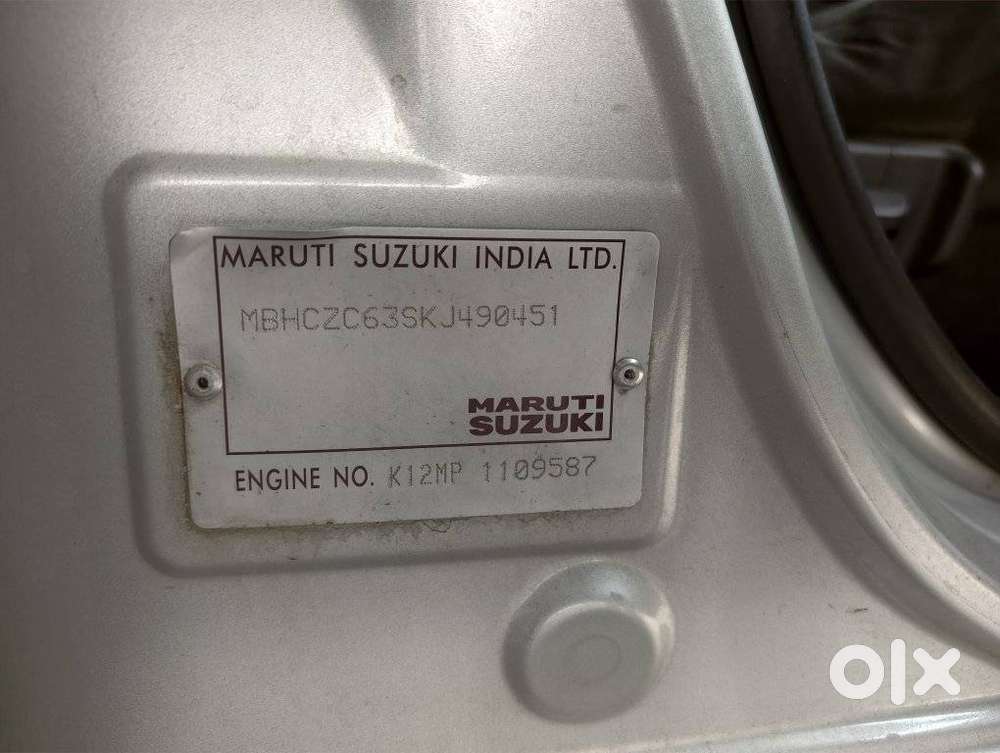 MARUTI SUZUKI INDIA LTD.
MBHCZC63SKJ490451
MARUTI
SUZUKI
ENGINE NO. K12MP 1109587
olx